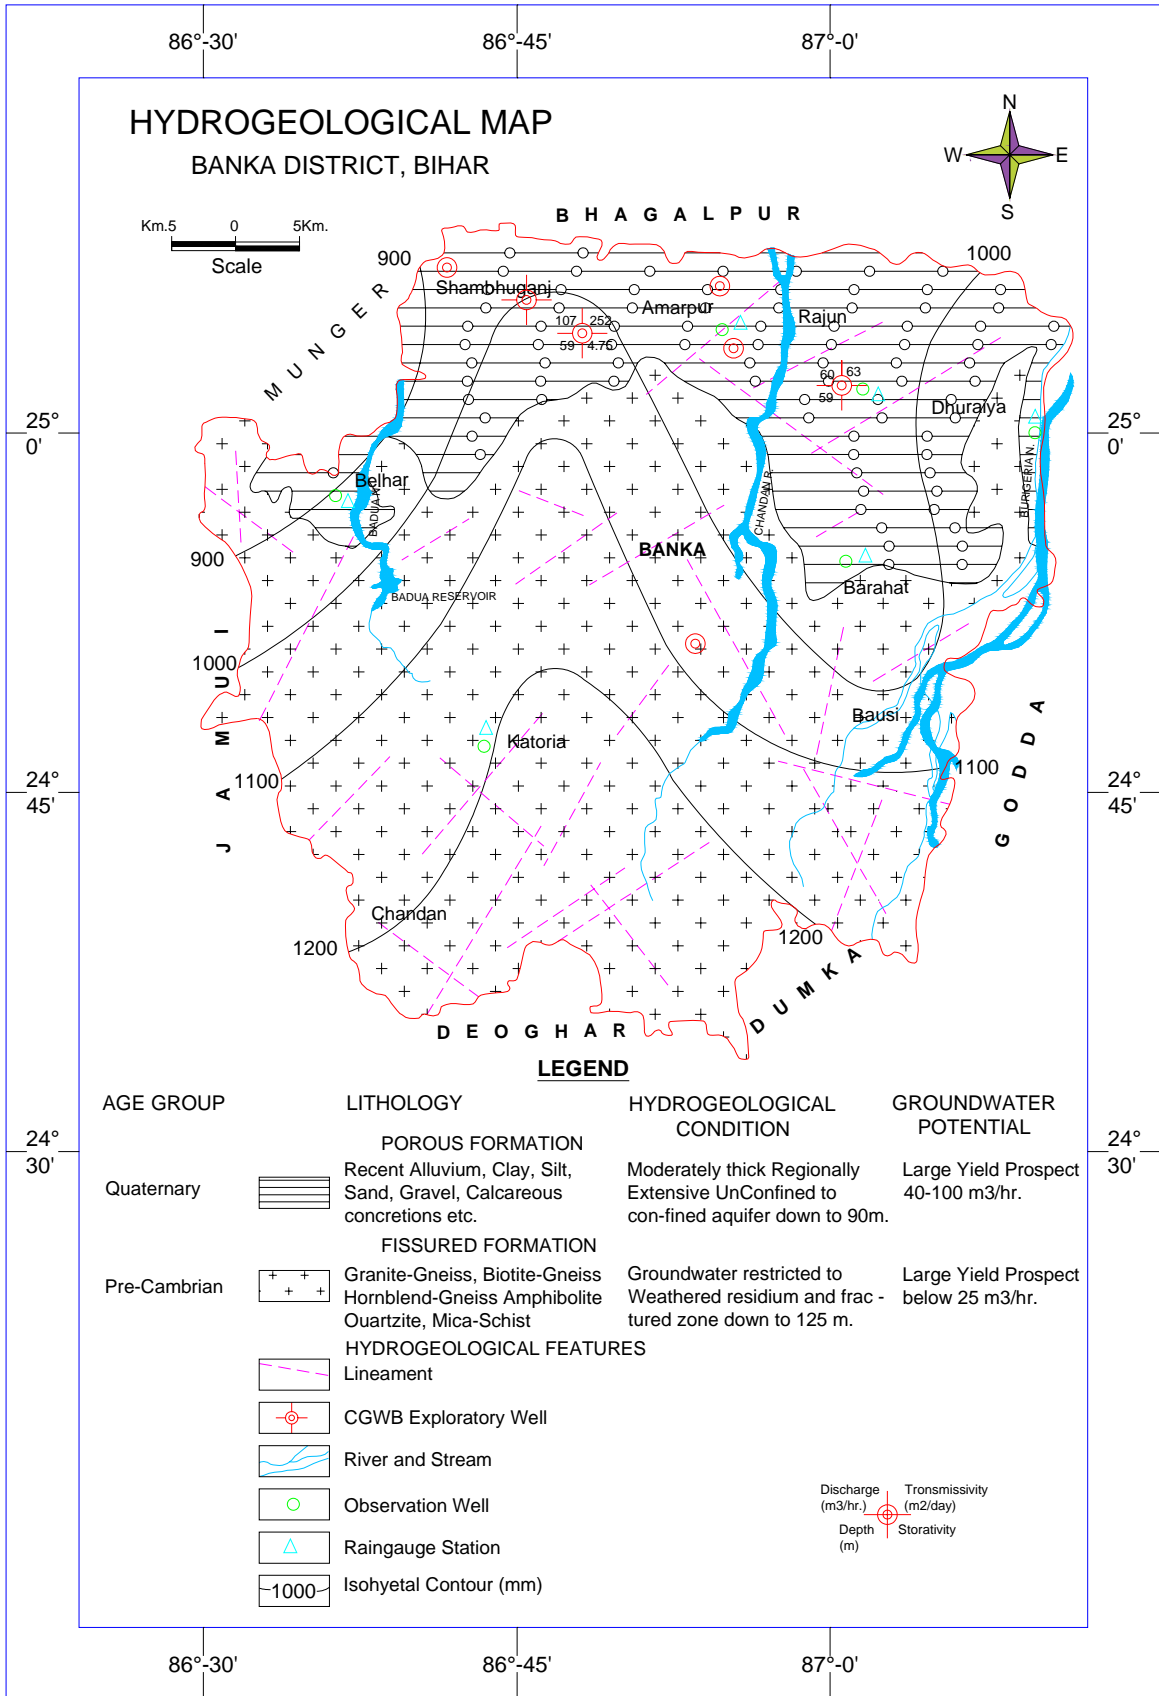 86°-30'
86°-45'
87°-0'
HYDROGEOLOGICAL MAP
BANKA DISTRICT, BIHAR
N
W
E
S
Km.5 0 5Km.
Scale
BHAGALPUR
900
1000
MUNGER
Shambhuganj
Amarpur
Rajun
107 252
59 4.75
60 63
59
Dhuraiya
25°
0'
25°
0'
Belhar
BADUA N.
CHANDAN R.
BURIGERIA N.
BANKA
900
Barahat
BADUA RESERVOIR
1000
JAMUI
Bausi
GODDA
Katoria
1100
1100
24°
45'
24°
45'
Chandan
1200
1200
DUMKA
DEOGHAR
LEGEND
AGE GROUP
LITHOLOGY
HYDROGEOLOGICAL
CONDITION
GROUNDWATER
POTENTIAL
24°
30'
24°
30'
POROUS FORMATION
Quaternary
Recent Alluvium, Clay, Silt,
Sand, Gravel, Calcareous
concretions etc.
Moderately thick Regionally
Extensive UnConfined to
con-fined aquifer down to 90m.
Large Yield Prospect
40-100 m3/hr.
FISSURED FORMATION
Pre-Cambrian
Granite-Gneiss, Biotite-Gneiss
Hornblend-Gneiss Amphibolite
Ouartzite, Mica-Schist
Groundwater restricted to
Weathered residium and frac -
tured zone down to 125 m.
Large Yield Prospect
below 25 m3/hr.
HYDROGEOLOGICAL FEATURES
Lineament
CGWB Exploratory Well
River and Stream
Observation Well
Raingauge Station
1000
Isohyetal Contour (mm)
Discharge
(m3/hr.)
Tronsmissivity
(m2/day)
Depth
(m)
Storativity
86°-30'
86°-45'
87°-0'